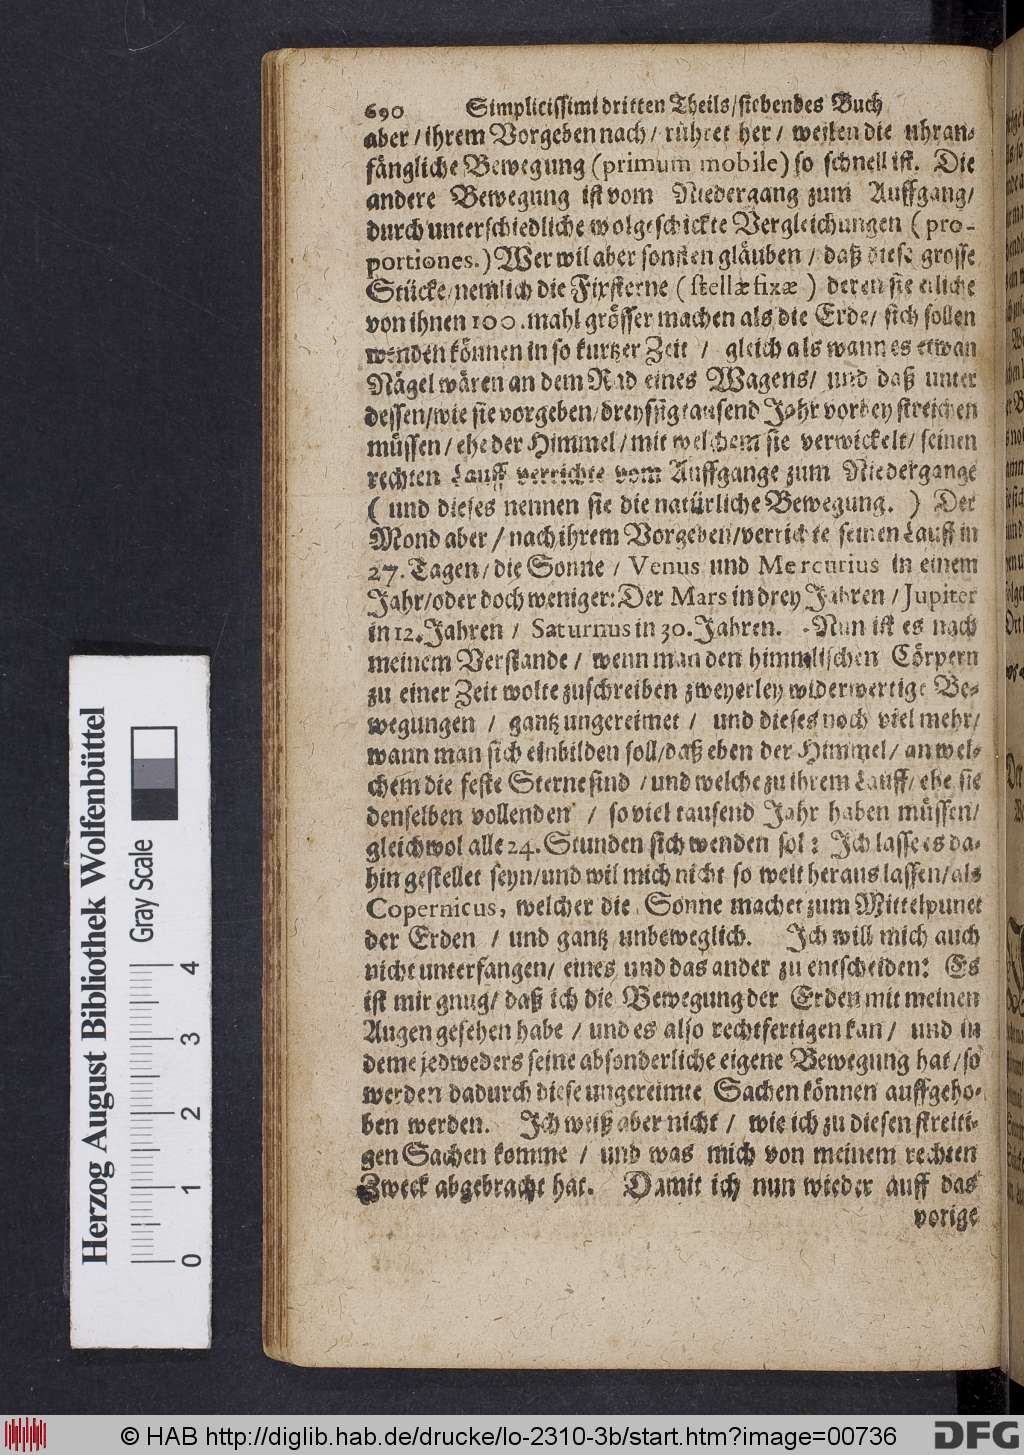 690 Simplicissimi dritten Theils/siebendes Buch
aber/ihrem Vorgeben nach/rühret her/weilen die uhran-
fängliche Bewegung (primum mobile) so schnell ist. Die
andere Bewegung ist vom Niedergang zum Auffgang/
durch unterschiedliche wolgeschickte Vergleichungen (pro-
portiones.) Wer wil aber sonsten gläuben/daß diese grosse
Stücke/nemlich die Fixsterne (stellæ fixæ) deren sie etliche
von ihnen 100. mahl grösser machen als die Erde/sich sollen
wenden können in so kurtzer Zeit/gleich als wann es etwan
Nägel wären an dem Rad eines Wagens/und daß unter
dessen/wie sie vorgeben/dreyssigtausend Jahr vorbey streichen
müssen/ehe der Himmel/mit welchem sie verwickelt/seinen
rechten Lauff verrichte vom Auffgange zum Niedergange
(und dieses nennen sie die natürliche Bewegung.) Der
Mond aber/nach ihrem Vorgeben/verrichte seinen Lauff in
27. Tagen/die Sonne/Venus und Mercurius in einem
Jahr/oder doch weniger: Der Mars in drey Jahren/Jupiter
in 12. Jahren/Saturnus in 30. Jahren. Nun ist es nach
meinem Verstande/wenn man den himmlischen Cörpern
zu einer Zeit wolte zuschreiben zweyerley widerwertige Be-
wegungen/gantz ungereimet/und dieses noch viel mehr/
wann man sich einbilden soll/daß eben der Himmel/an wel-
chem die feste Sterne sind/und welche zu ihrem Lauff/ehe sie
denselben vollenden/so viel tausend Jahr haben müssen/
gleichwol alle 24. Stunden sich wenden sol? Ich lasse es da-
hin gestellet seyn/und wil mich nicht so weit heraus lassen/als
Copernicus, welcher die Sonne machet zum Mittelpunct
der Erden/und gantz unbeweglich. Ich will mich auch
nicht unterfangen/eines und das ander zu entscheiden: Es
ist mir gnug/daß ich die Bewegung der Erden mit meinen
Augen gesehen habe/und es also rechtfertigen kan/und in
deme jedweders seine absonderliche eigene Bewegung hat/so
werden dadurch diese ungereimte Sachen können auffgeho-
ben werden. Ich weiß aber nicht/wie ich zu diesen streiti-
gen Sachen komme/und was mich von meinem rechten
Zweck abgebracht hat. Damit ich nun wieder auff das
vorige
Herzog August Bibliothek Wolfenbüttel
Gray Scale
0 1 2 3 4
© HAB http://diglib.hab.de/drucke/lo-2310-3b/start.htm?image=00736
DFG